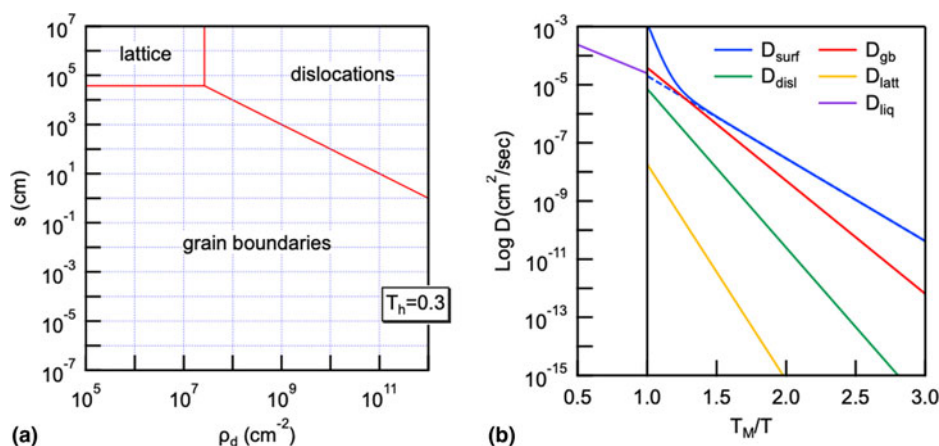 10^7
10^5
10^3
10^1
10^-1
10^-3
10^-5
10^-7
s (cm)
lattice
dislocations
grain boundaries
T_h=0.3
10^5
10^7
10^9
10^11
ρ_d (cm^-2)
(a)
10^-3
10^-5
10^-7
10^-9
10^-11
10^-13
10^-15
Log D(cm^2/sec)
D_surf
D_gb
D_disl
D_latt
D_liq
0.5
1.0
1.5
2.0
2.5
3.0
T_M/T
(b)